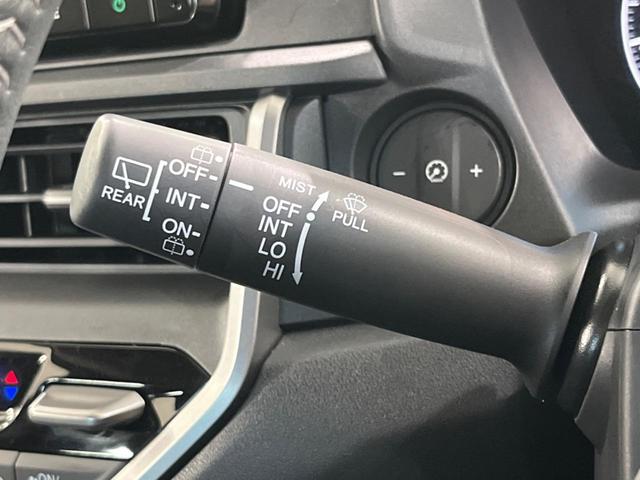 REAR
OFF
INT
ON
MIST
OFF
INT
LO
HI
PULL
- +